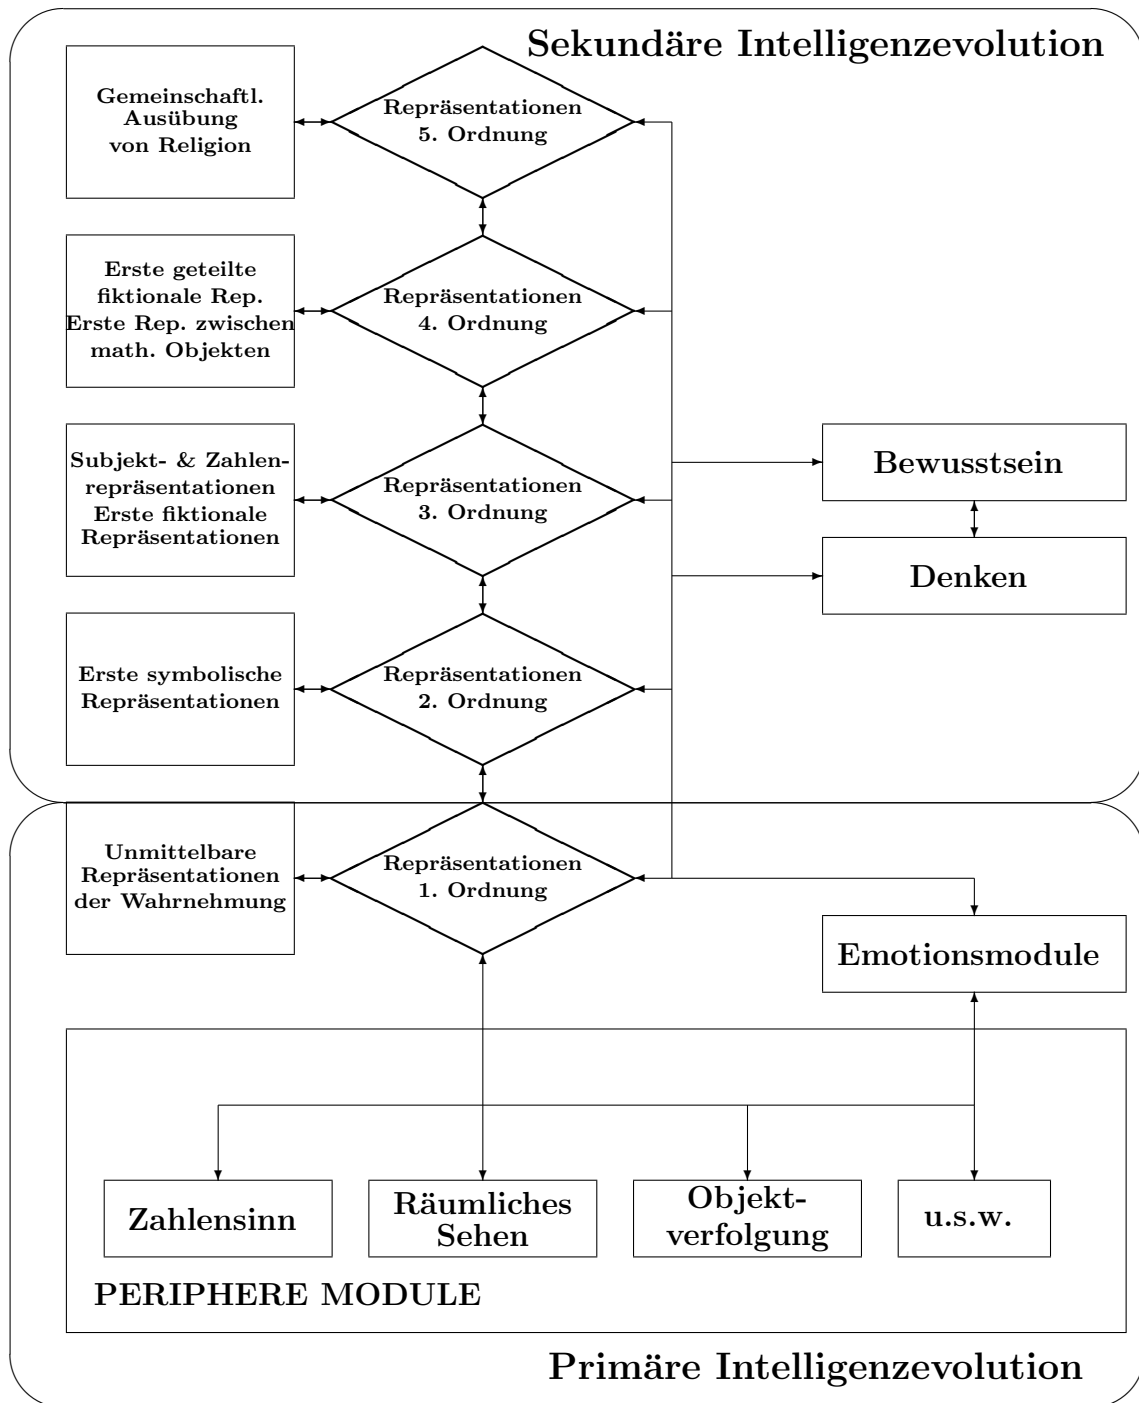 Sekundäre Intelligenzevolution
Gemeinschaftl.
Ausübung
von Religion
Repräsentationen
5. Ordnung
Erste geteilte
fiktionale Rep.
Erste Rep. zwischen
math. Objekten
Repräsentationen
4. Ordnung
Subjekt- & Zahlen-
repräsentationen
Erste fiktionale
Repräsentationen
Repräsentationen
3. Ordnung
Bewusstsein
Denken
Erste symbolische
Repräsentationen
Repräsentationen
2. Ordnung
Unmittelbare
Repräsentationen
der Wahrnehmung
Repräsentationen
1. Ordnung
Emotionsmodule
Zahlensinn
Räumliches
Sehen
Objekt-
verfolgung
u.s.w.
PERIPHERE MODULE
Primäre Intelligenzevolution